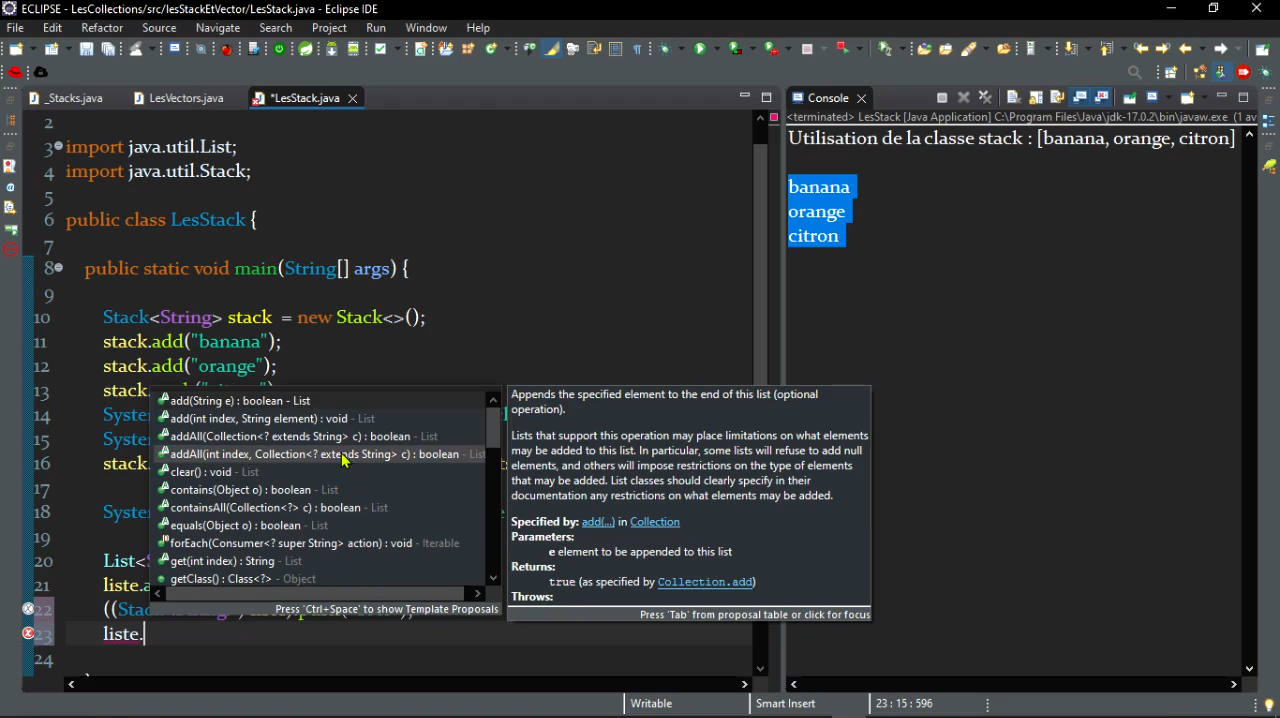 ECLIPSE - LesCollections/src/lesStackEtVector/LesStack.java - Eclipse IDE
File Edit Refactor Source Navigate Search Project Run Window Help
_Stacks.java LesVectors.java *LesStack.java
2
3 import java.util.List;
4 import java.util.Stack;
5
6 public class LesStack {
7
8 public static void main(String[] args) {
9
10 Stack<String> stack = new Stack<>();
11 stack.add("banana");
12 stack.add("orange");
13 stack.
14 System
15 System
16 stack.
17
18 System
19
20 List<
21 liste.a
22 ((Stack
23 liste.
24
add(String e) : boolean - List
add(int index, String element) : void - List
addAll(Collection<? extends String> c) : boolean - List
addAll(int index, Collection<? extends String> c) : boolean - List
clear() : void - List
contains(Object o) : boolean - List
containsAll(Collection<?> c) : boolean - List
equals(Object o) : boolean - List
forEach(Consumer<? super String> action) : void - Iterable
get(int index) : String - List
getClass() : Class<?> - Object
Press 'Ctrl+Space' to show Template Proposals
Appends the specified element to the end of this list (optional
operation).
Lists that support this operation may place limitations on what elements
may be added to this list. In particular, some lists will refuse to add null
elements, and others will impose restrictions on the type of elements
that may be added. List classes should clearly specify in their
documentation any restrictions on what elements may be added.
Specified by: add(...) in Collection
Parameters:
e element to be appended to this list
Returns:
true (as specified by Collection.add)
Throws:
Press 'Tab' from proposal table or click for focus
Console
<terminated> LesStack [Java Application] C:\Program Files\Java\jdk-17.0.2\bin\javaw.exe (1 av
Utilisation de la classe stack : [banana, orange, citron]
banana
orange
citron
Writable Smart Insert 23 : 15 : 596